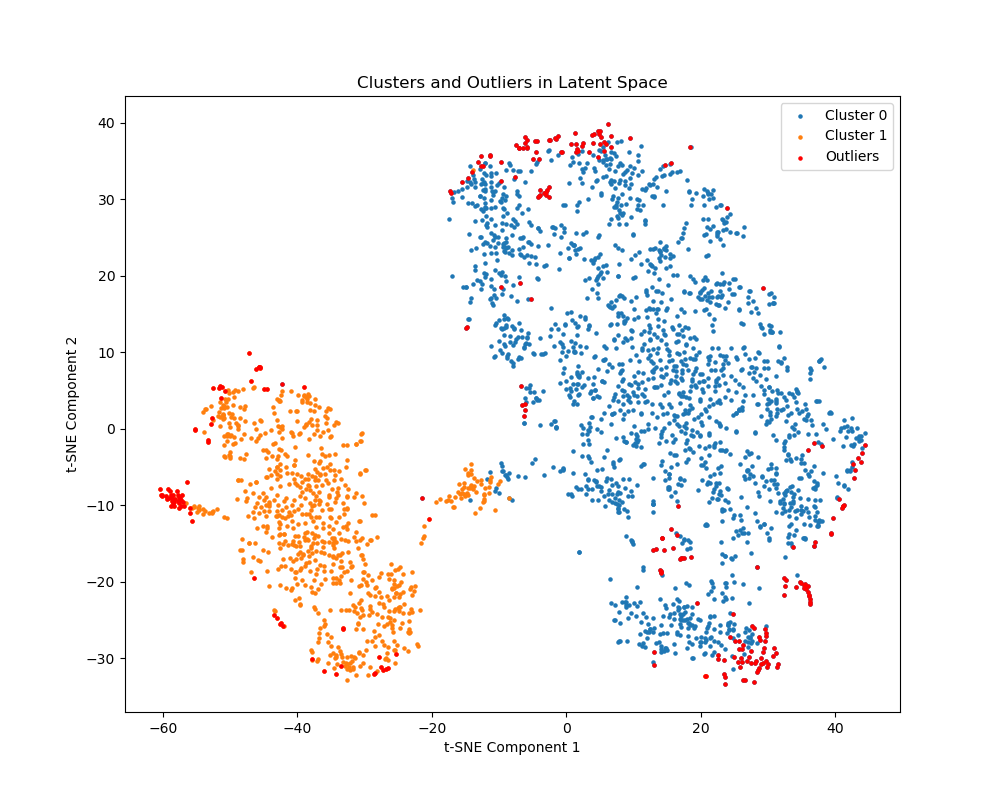 Clusters and Outliers in Latent Space
Cluster 0
Cluster 1
Outliers
40
30
20
10
0
−10
−20
−30
t-SNE Component 2
−60
−40
−20
0
20
40
t-SNE Component 1